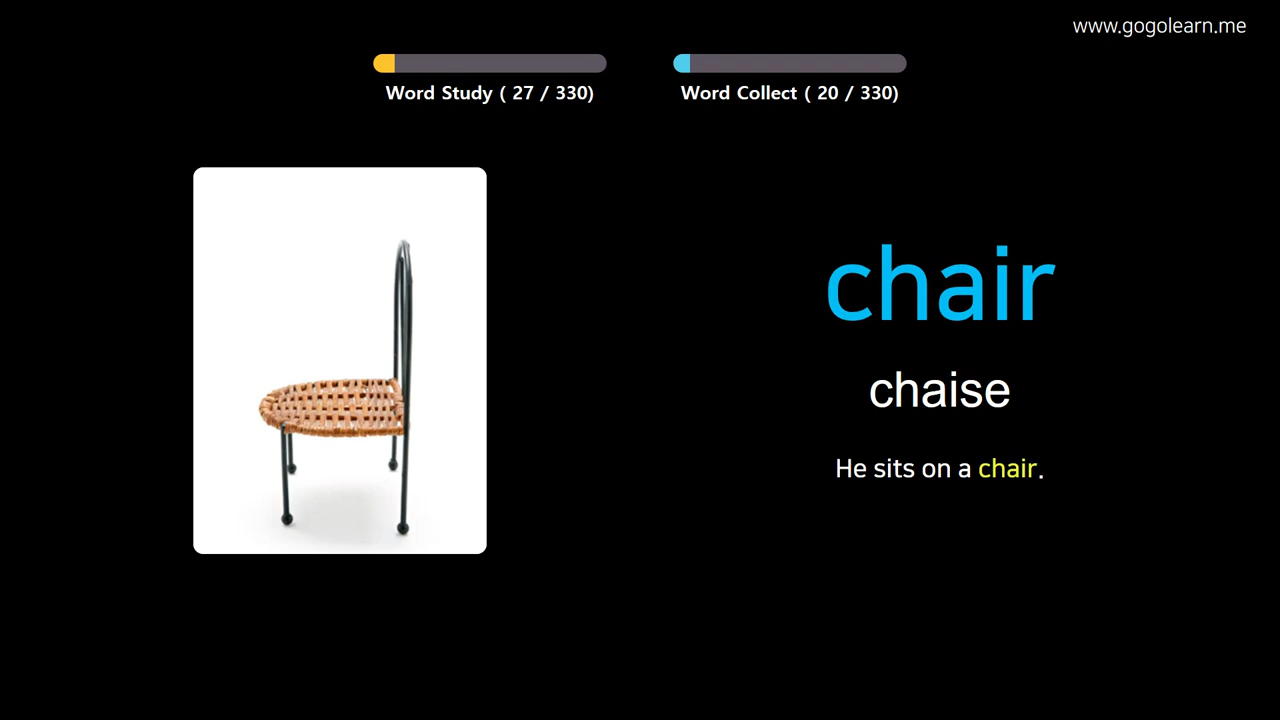 www.gogolearn.me
Word Study ( 27 / 330)
Word Collect ( 20 / 330)
chair
chaise
He sits on a chair.